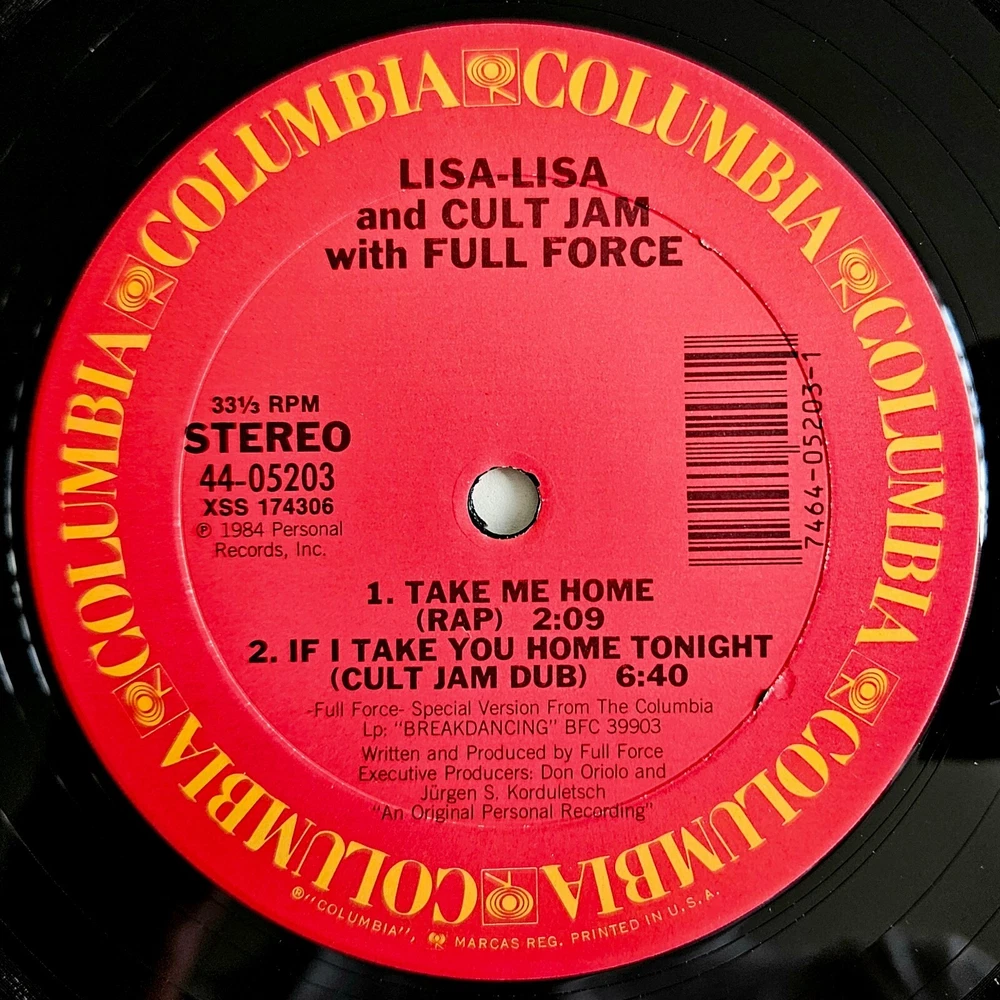 COLUMBIA COLUMBIA COLUMBIA COLUMBIA COLUMBIA COLUMBIA
LISA-LISA
and CULT JAM
with FULL FORCE
33⅓ RPM
STEREO
44-05203
XSS 174306
℗ 1984 Personal
Records, Inc.
7464-05203-1
1. TAKE ME HOME
(RAP) 2:09
2. IF I TAKE YOU HOME TONIGHT
(CULT JAM DUB) 6:40
-Full Force- Special Version From The Columbia
Lp: "BREAKDANCING" BFC 39903
Written and Produced by Full Force
Executive Producers: Don Oriolo and
Jürgen S. Korduletsch
"An Original Personal Recording"
®"COLUMBIA", MARCAS REG. PRINTED IN U.S.A.